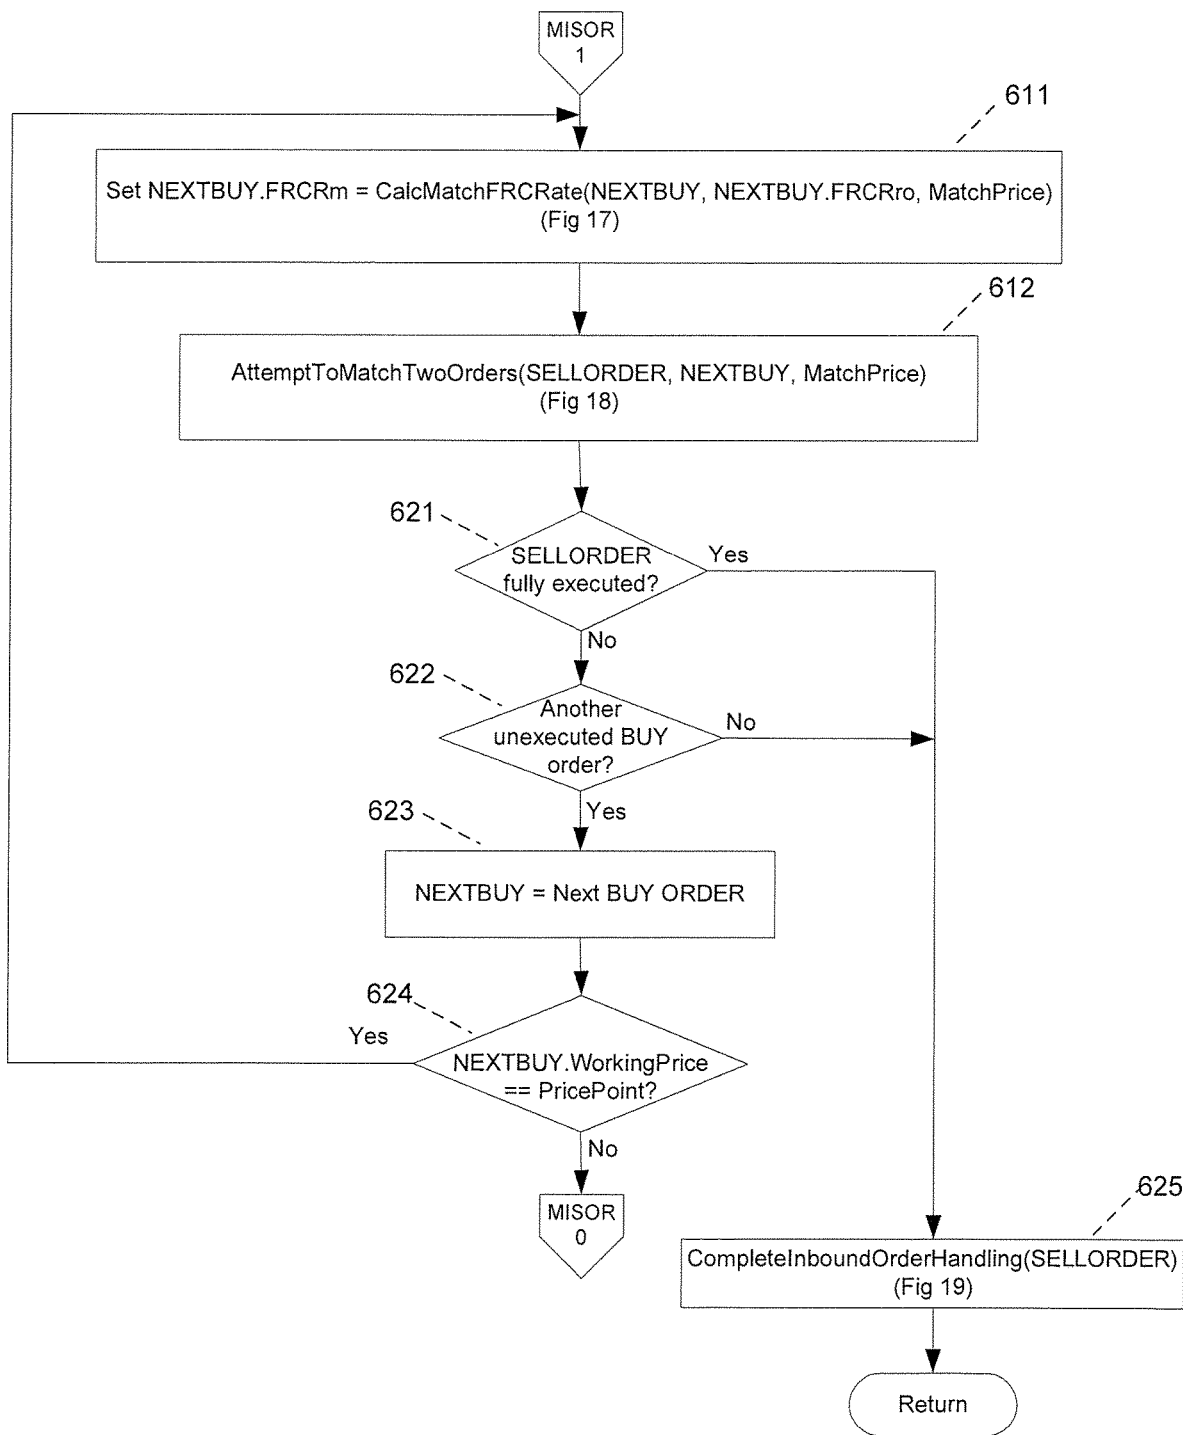 MISOR
1
611
Set NEXTBUY.FRCRm = CalcMatchFRCRate(NEXTBUY, NEXTBUY.FRCRro, MatchPrice)
(Fig 17)
612
AttemptToMatchTwoOrders(SELLORDER, NEXTBUY, MatchPrice)
(Fig 18)
621
SELLORDER
fully executed?
Yes
No
622
Another
unexecuted BUY
order?
No
Yes
623
NEXTBUY = Next BUY ORDER
624
Yes
NEXTBUY.WorkingPrice
== PricePoint?
No
MISOR
0
625
CompleteInboundOrderHandling(SELLORDER)
(Fig 19)
Return